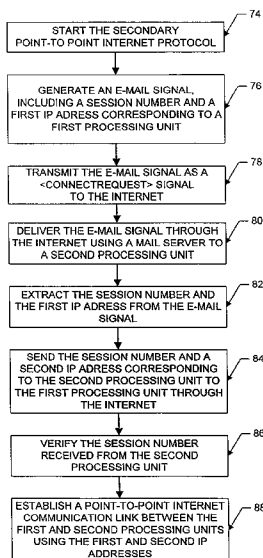 START THE SECONDARY
POINT-TO POINT INTERNET
PROTOCOL
74
GENERATE AN E-MAIL SIGNAL,
INCLUDING A SESSION NUMBER AND A
FIRST IP ADRESS CORRESPONDING TO A
FIRST PROCESSING UNIT
76
TRANSMIT THE E-MAIL SIGNAL AS A
<CONNECTREQUEST> SIGNAL
TO THE INTERNET
78
DELIVER THE E-MAIL SIGNAL THROUGH
THE INTERNET USING A MAIL SERVER TO
A SECOND PROCESSING UNIT
80
EXTRACT THE SESSION NUMBER AND
THE FIRST IP ADRESS FROM THE E-MAIL
SIGNAL
82
SEND THE SESSION NUMBER AND A
SECOND IP ADRESS CORRESPONDING
TO THE SECOND PROCESSING UNIT TO
THE FIRST PROCESSING UNIT THROUGH
THE INTERNET
84
VERIFY THE SESSION NUMBER
RECEIVED FROM THE SECOND
PROCESSING UNIT
86
ESTABLISH A POINT-TO-POINT INTERNET
COMMUNICATION LINK BETWEEN THE
FIRST AND SECOND PROCESSING UNITS
USING THE FIRST AND SECOND IP
ADDRESSES
88